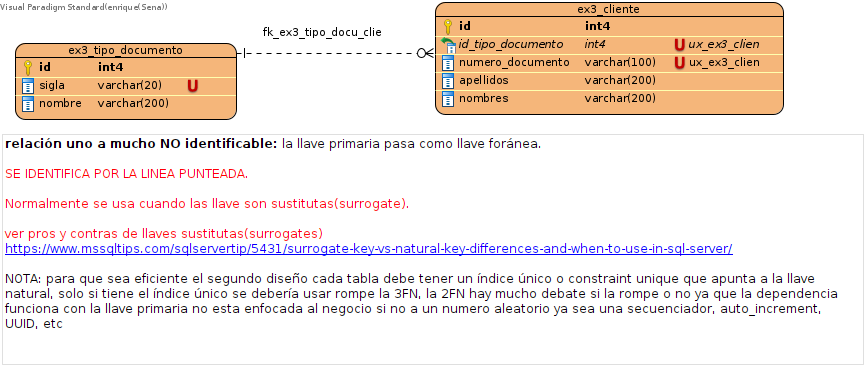 Visual Paradigm Standard(enrique(Sena))
ex3_cliente
id int4
id_tipo_documento int4 U ux_ex3_clien
numero_documento varchar(100) U ux_ex3_clien
apellidos varchar(200)
nombres varchar(200)
fk_ex3_tipo_docu_clie
ex3_tipo_documento
id int4
sigla varchar(20) U
nombre varchar(200)
relación uno a mucho NO identificable: la llave primaria pasa como llave foránea.
SE IDENTIFICA POR LA LINEA PUNTEADA.
Normalmente se usa cuando las llave son sustitutas(surrogate).
ver pros y contras de llaves sustitutas(surrogates)
https://www.mssqltips.com/sqlservertip/5431/surrogate-key-vs-natural-key-differences-and-when-to-use-in-sql-server/
NOTA: para que sea eficiente el segundo diseño cada tabla debe tener un índice único o constraint unique que apunta a la llave
natural, solo si tiene el índice único se debería usar rompe la 3FN, la 2FN hay mucho debate si la rompe o no ya que la dependencia
funciona con la llave primaria no esta enfocada al negocio si no a un numero aleatorio ya sea una secuenciador, auto_increment,
UUID, etc